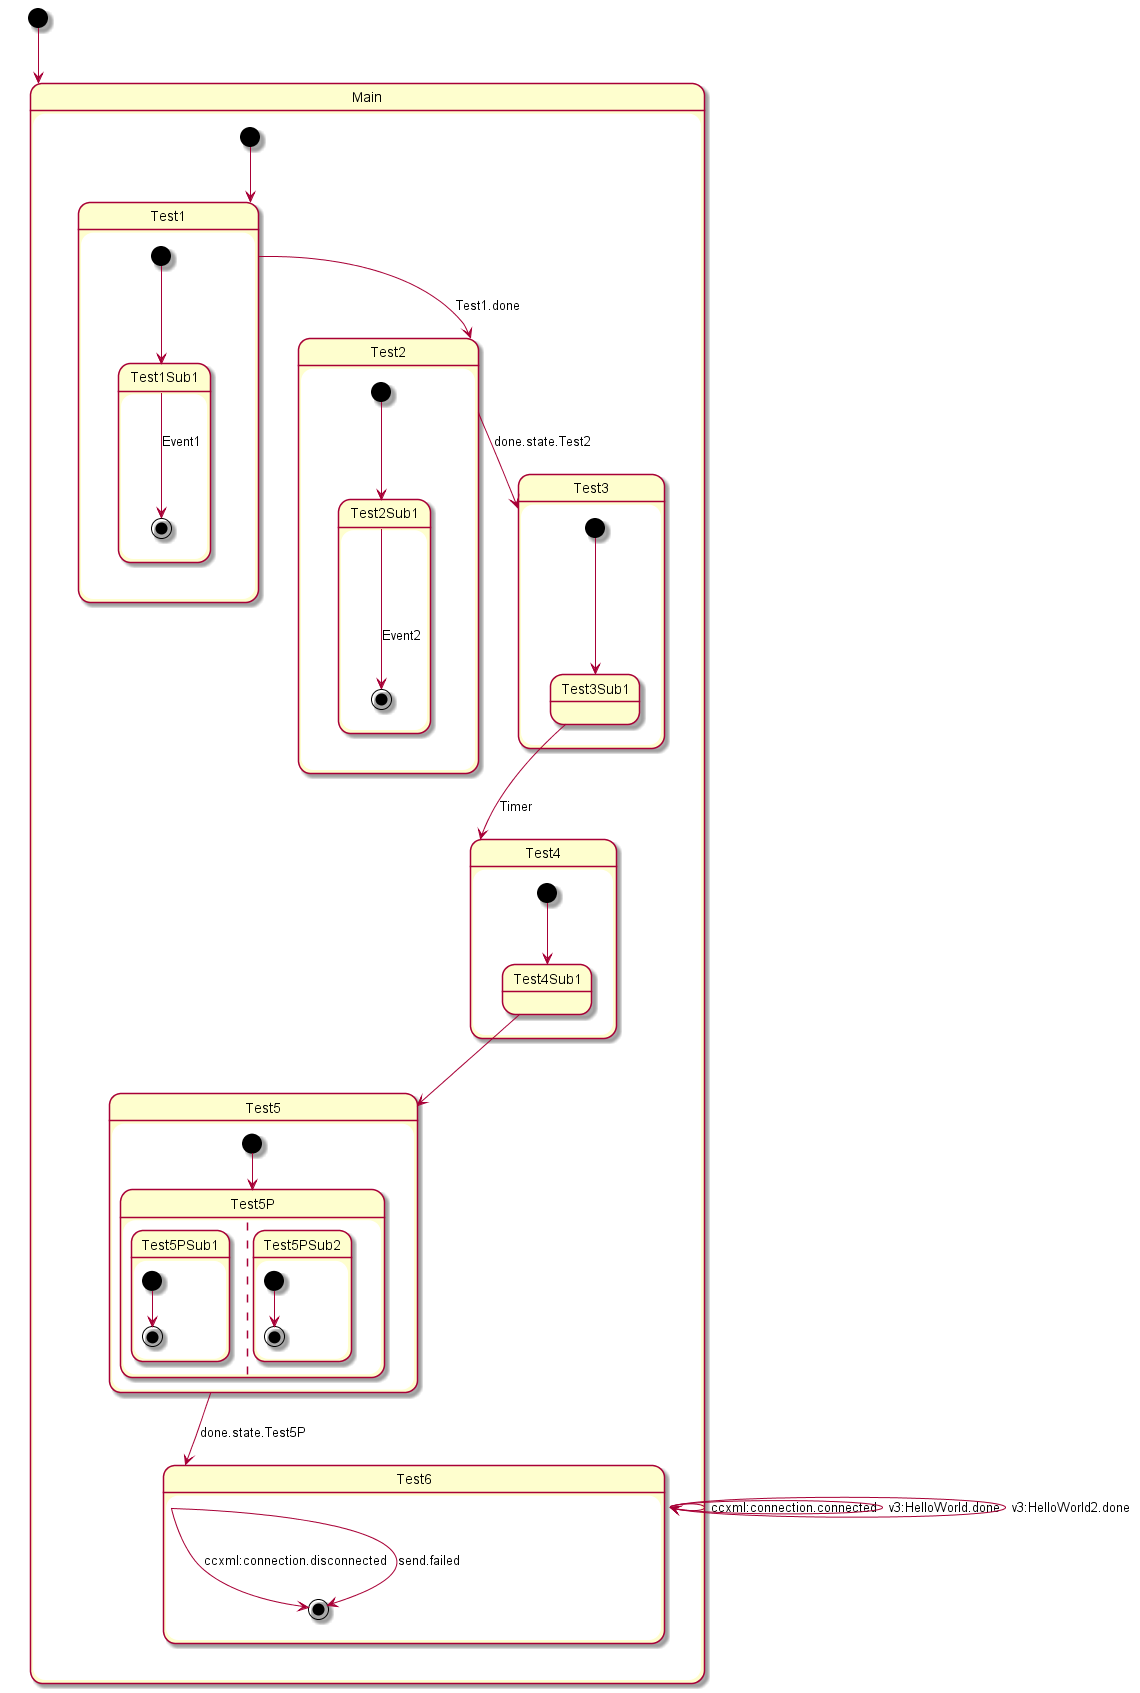 Main
Test1
Test1.done
Test2
Test1Sub1
Event1
done.state.Test2
Test3
Test2Sub1
Event2
Test3Sub1
Timer
Test4
Test4Sub1
Test5
Test5P
Test5PSub1
Test5PSub2
done.state.Test5P
Test6
ccxml:connection.connected
v3:HelloWorld.done
v3:HelloWorld2.done
ccxml:connection.disconnected
send.failed